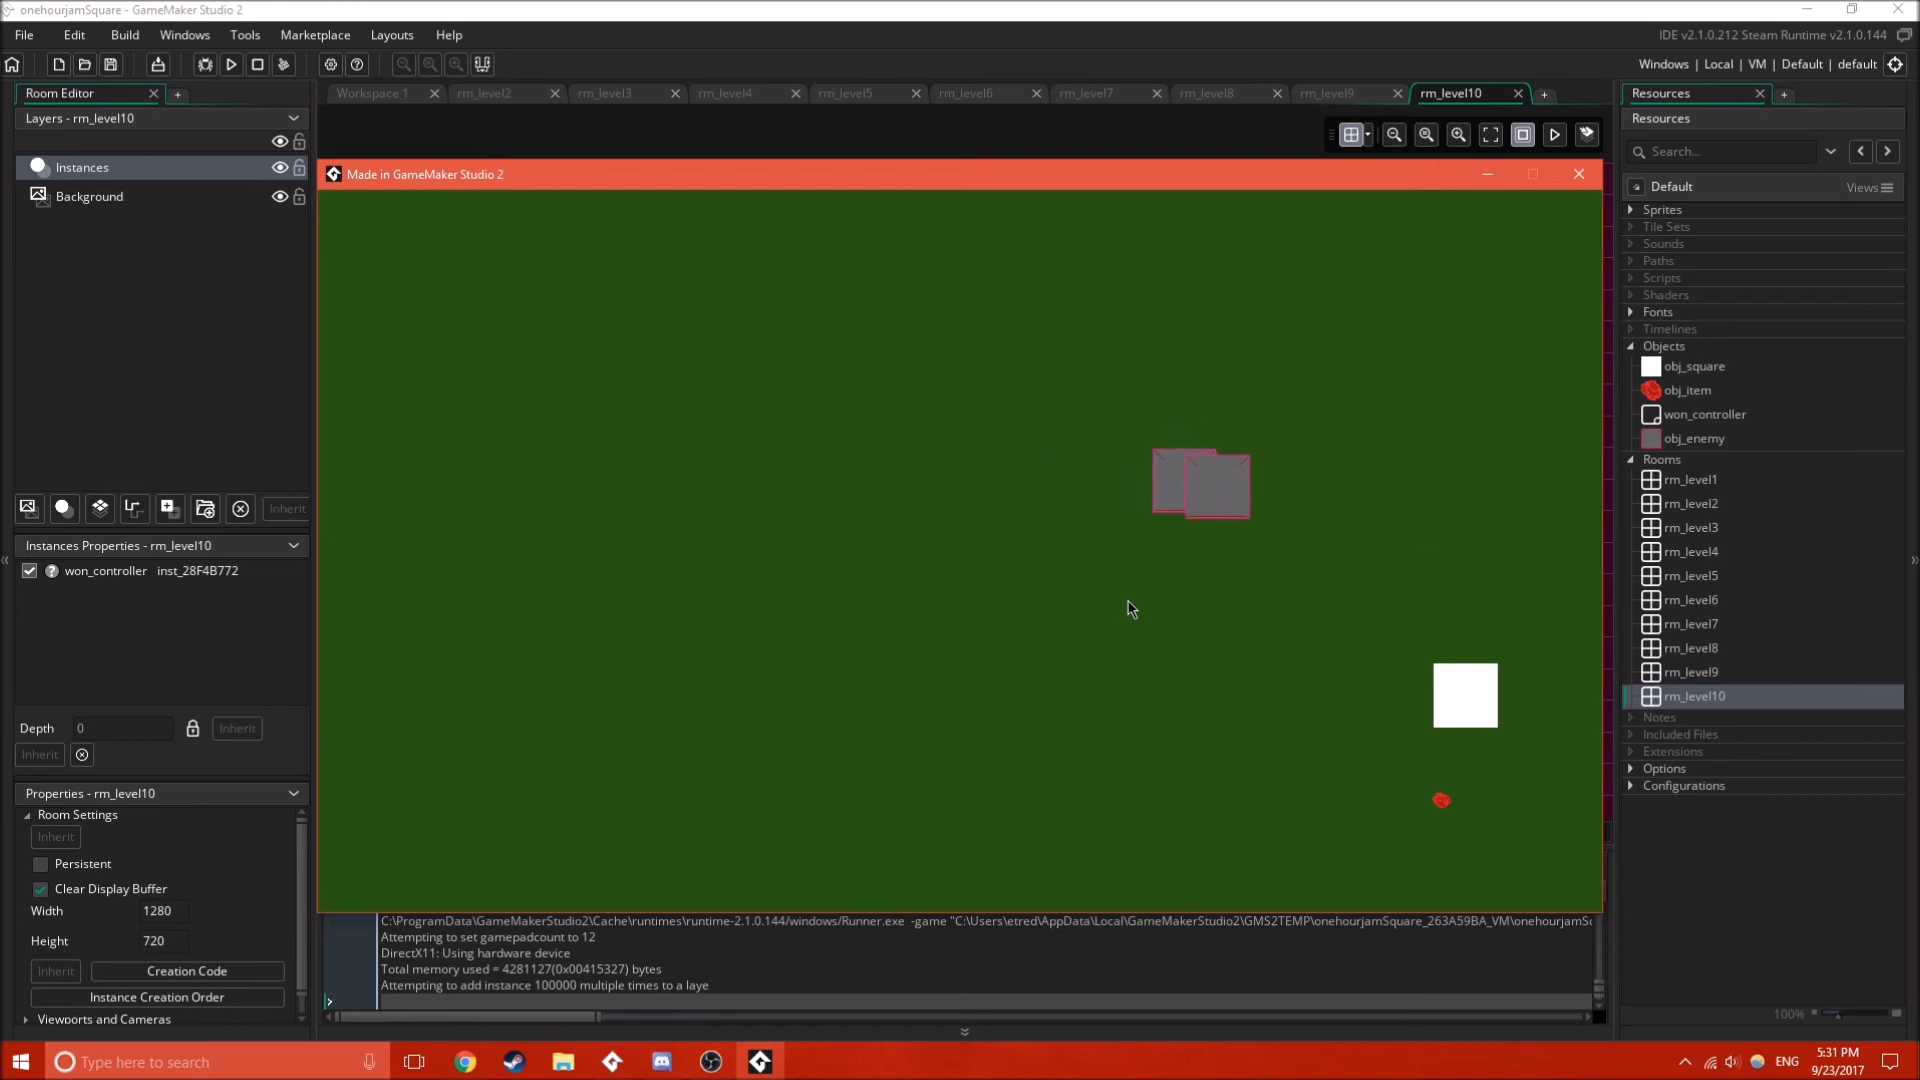 onehourjamSquare - GameMaker Studio 2
File Edit Build Windows Tools Marketplace Layouts Help
IDE v2.1.0.212 Steam Runtime v2.1.0.144
Windows | Local | VM | Default | default
Room Editor
Workspace 1
rm_level2
rm_level3
rm_level4
rm_level5
rm_level6
rm_level7
rm_level8
rm_level9
rm_level10
Resources
Layers - rm_level10
Resources
Search...
Instances
Background
Made in GameMaker Studio 2
Default
Views
Sprites
Tile Sets
Sounds
Paths
Scripts
Shaders
Fonts
Timelines
Objects
obj_square
obj_item
won_controller
obj_enemy
Rooms
rm_level1
rm_level2
rm_level3
rm_level4
rm_level5
rm_level6
rm_level7
rm_level8
rm_level9
rm_level10
Notes
Included Files
Extensions
Options
Configurations
100%
Inherit
Instances Properties - rm_level10
won_controller inst_28F4B772
Depth 0 Inherit
Inherit
Properties - rm_level10
Room Settings
Inherit
Persistent
Clear Display Buffer
Width 1280
Height 720
Inherit Creation Code
Instance Creation Order
Viewports and Cameras
C:\ProgramData\GameMakerStudio2\Cache\runtimes\runtime-2.1.0.144/windows/Runner.exe -game "C:\Users\etred\AppData\Local\GameMakerStudio2\GMS2TEMP\onehourjamSquare_263A59BA_VM\onehourjamSq
Attempting to set gamepadcount to 12
DirectX11: Using hardware device
Total memory used = 4281127(0x00415327) bytes
Attempting to add instance 100000 multiple times to a laye
Type here to search
ENG
5:31 PM
9/23/2017